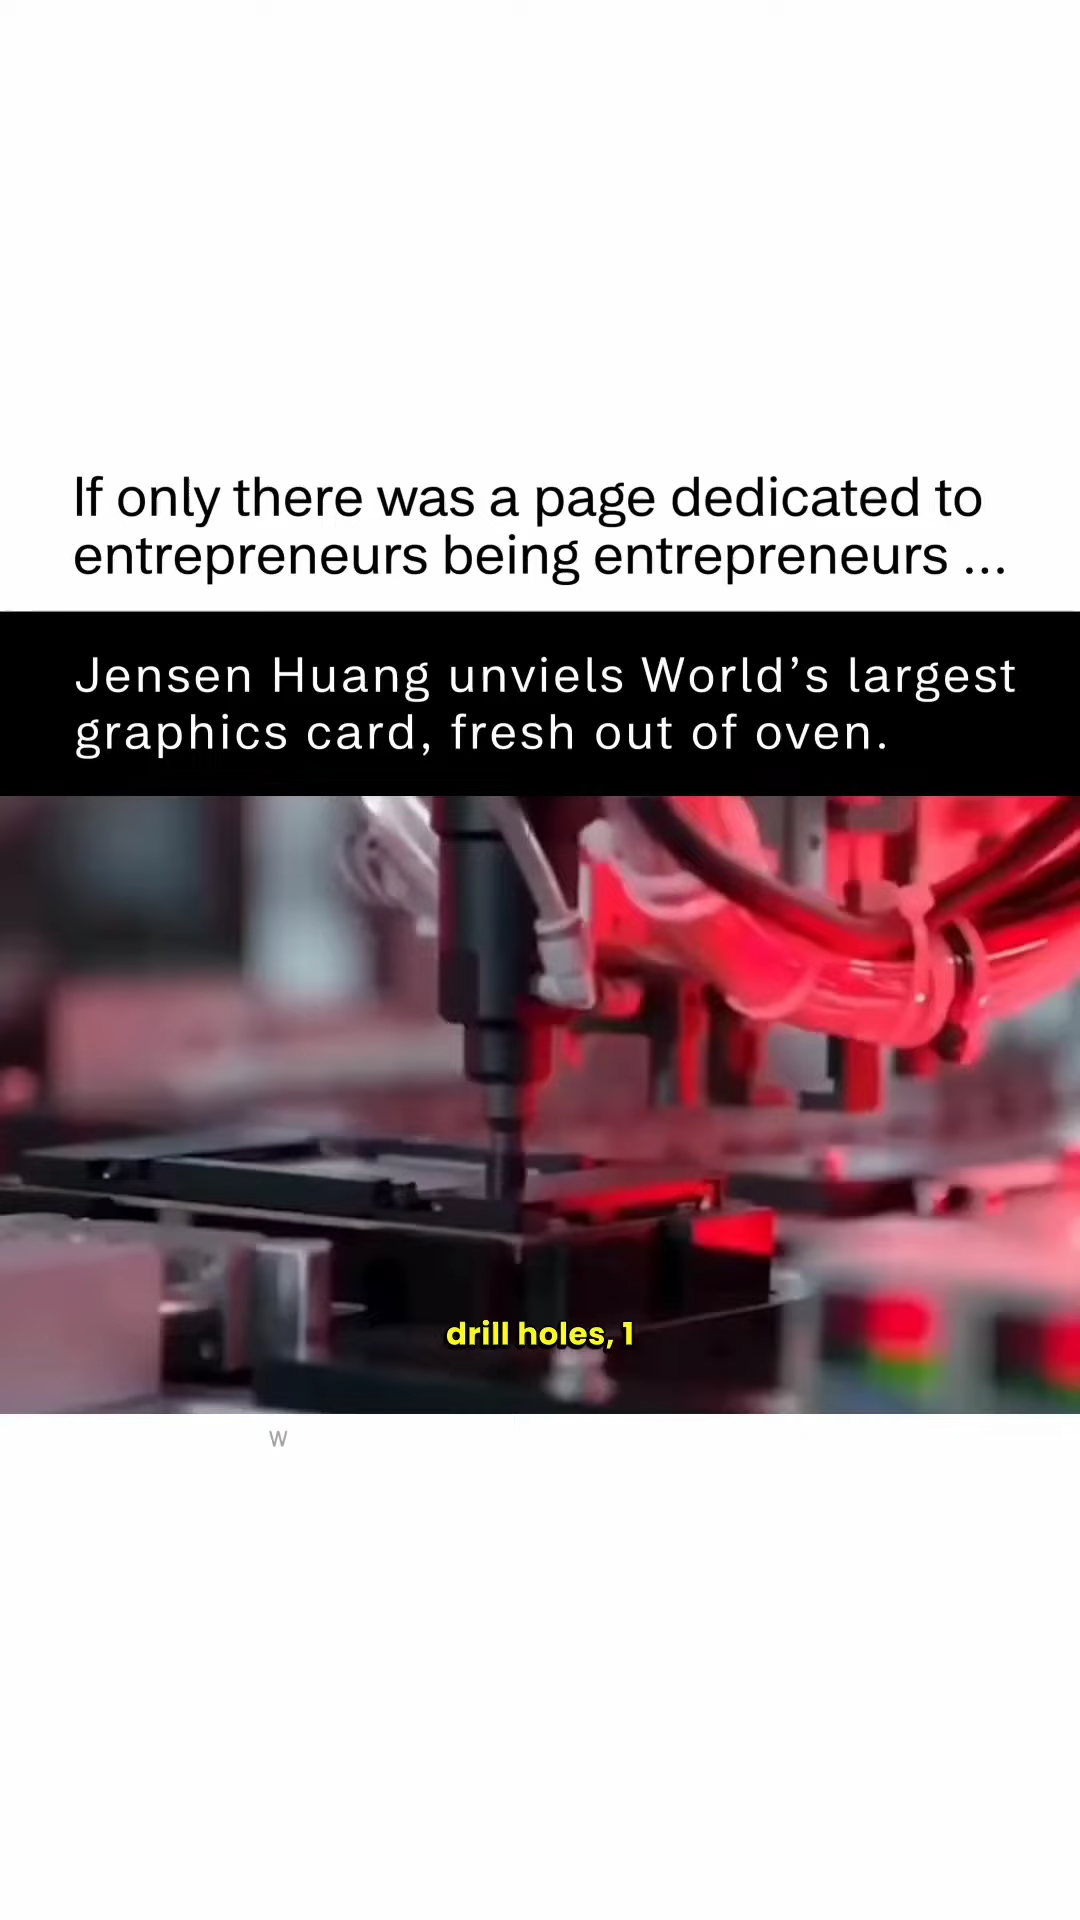 If only there was a page dedicated to
entrepreneurs being entrepreneurs ...
Jensen Huang unviels World’s largest
graphics card, fresh out of oven.
drill holes, 1
W